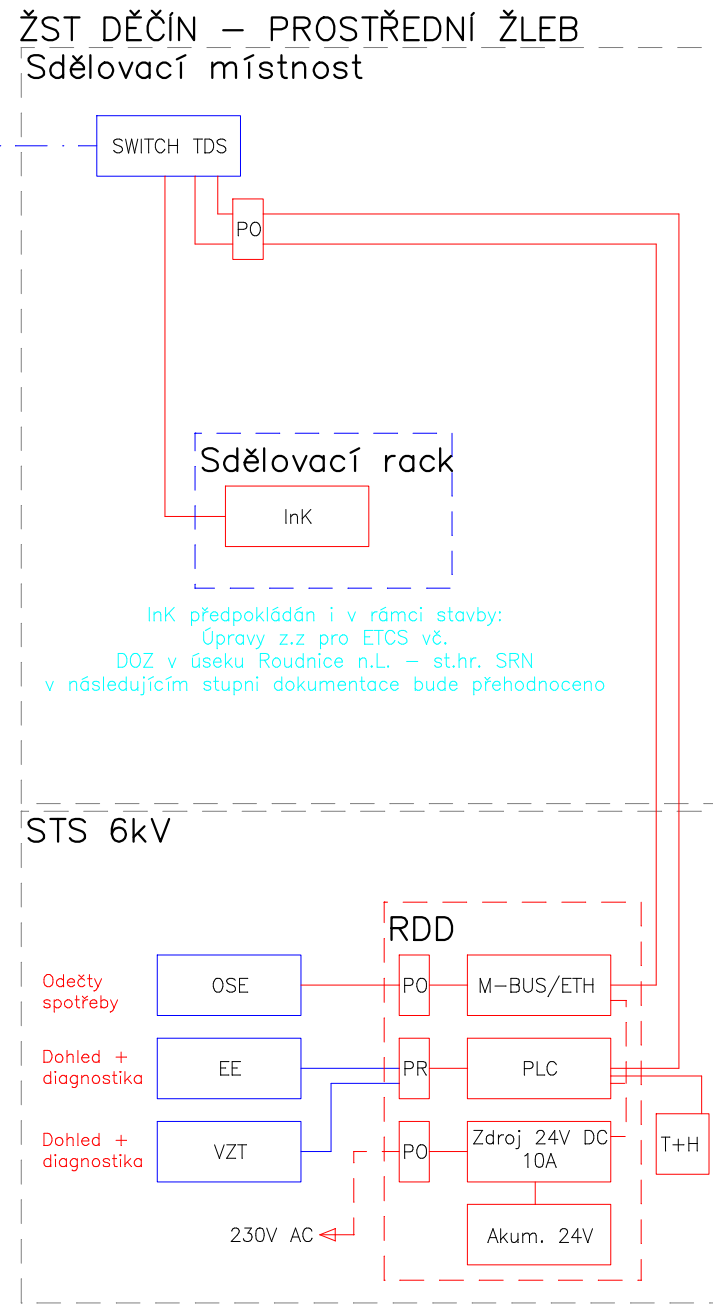 ŽST DĚČÍN – PROSTŘEDNÍ ŽLEB
Sdělovací místnost
SWITCH TDS
PO
Sdělovací rack
InK
InK předpokládán i v rámci stavby:
Úpravy z.z pro ETCS vč.
DOZ v úseku Roudnice n.L. – st.hr. SRN
v následujícím stupni dokumentace bude přehodnoceno
STS 6kV
RDD
Odečty
spotřeby
OSE
PO
M–BUS/ETH
Dohled +
diagnostika
EE
PR
PLC
Dohled +
diagnostika
VZT
PO
Zdroj 24V DC
10A
T+H
230V AC
Akum. 24V